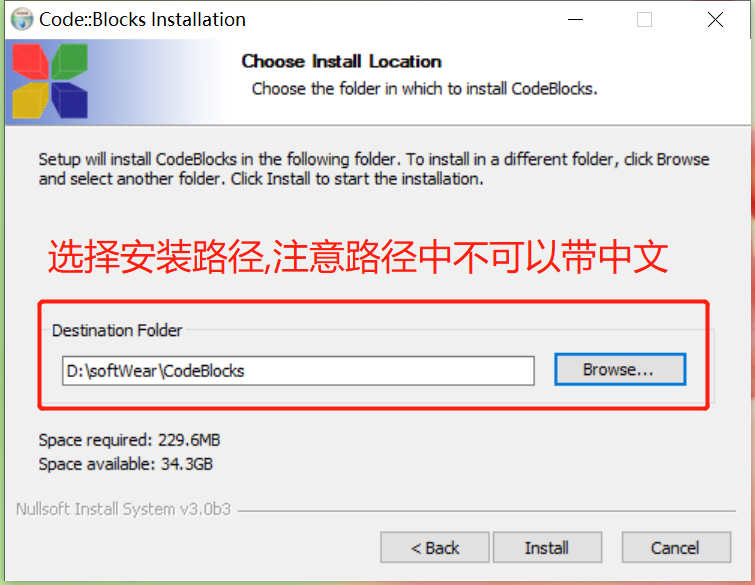 Code::Blocks Installation
Choose Install Location
Choose the folder in which to install CodeBlocks.
Setup will install CodeBlocks in the following folder. To install in a different folder, click Browse
and select another folder. Click Install to start the installation.
选择安装路径,注意路径中不可以带中文
Destination Folder
D:\softWear\CodeBlocks
Browse...
Space required: 229.6MB
Space available: 34.3GB
Nullsoft Install System v3.0b3
< Back
Install
Cancel